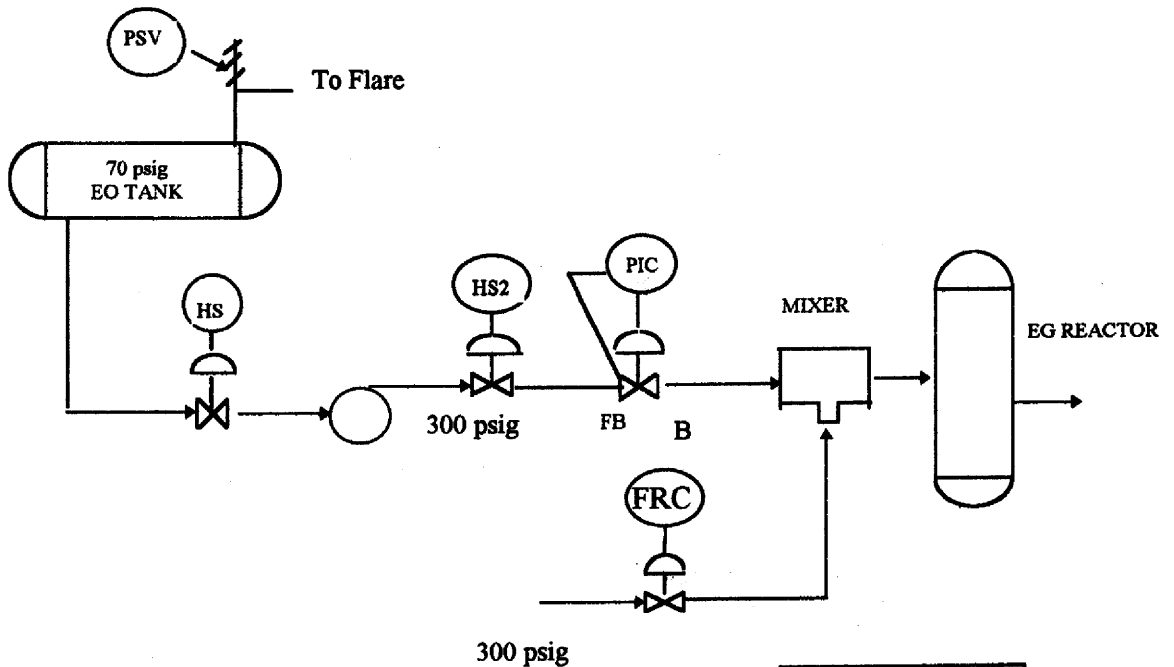 PSV
To Flare
70 psig
EO TANK
HS
HS2
PIC
MIXER
EG REACTOR
300 psig
FB
B
FRC
300 psig